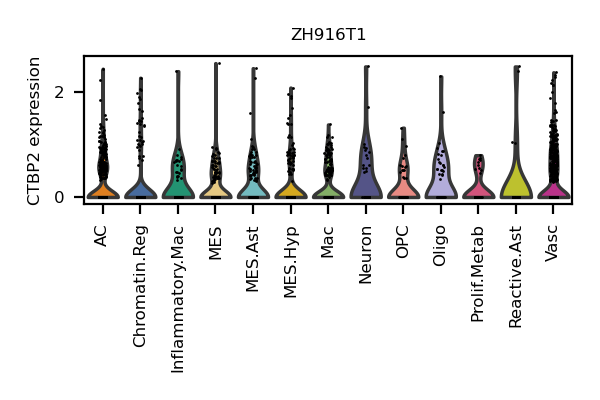 ZH916T1
CTBP2 expression
2
0
AC
Chromatin.Reg
Inflammatory.Mac
MES
MES.Ast
MES.Hyp
Mac
Neuron
OPC
Oligo
Prolif.Metab
Reactive.Ast
Vasc